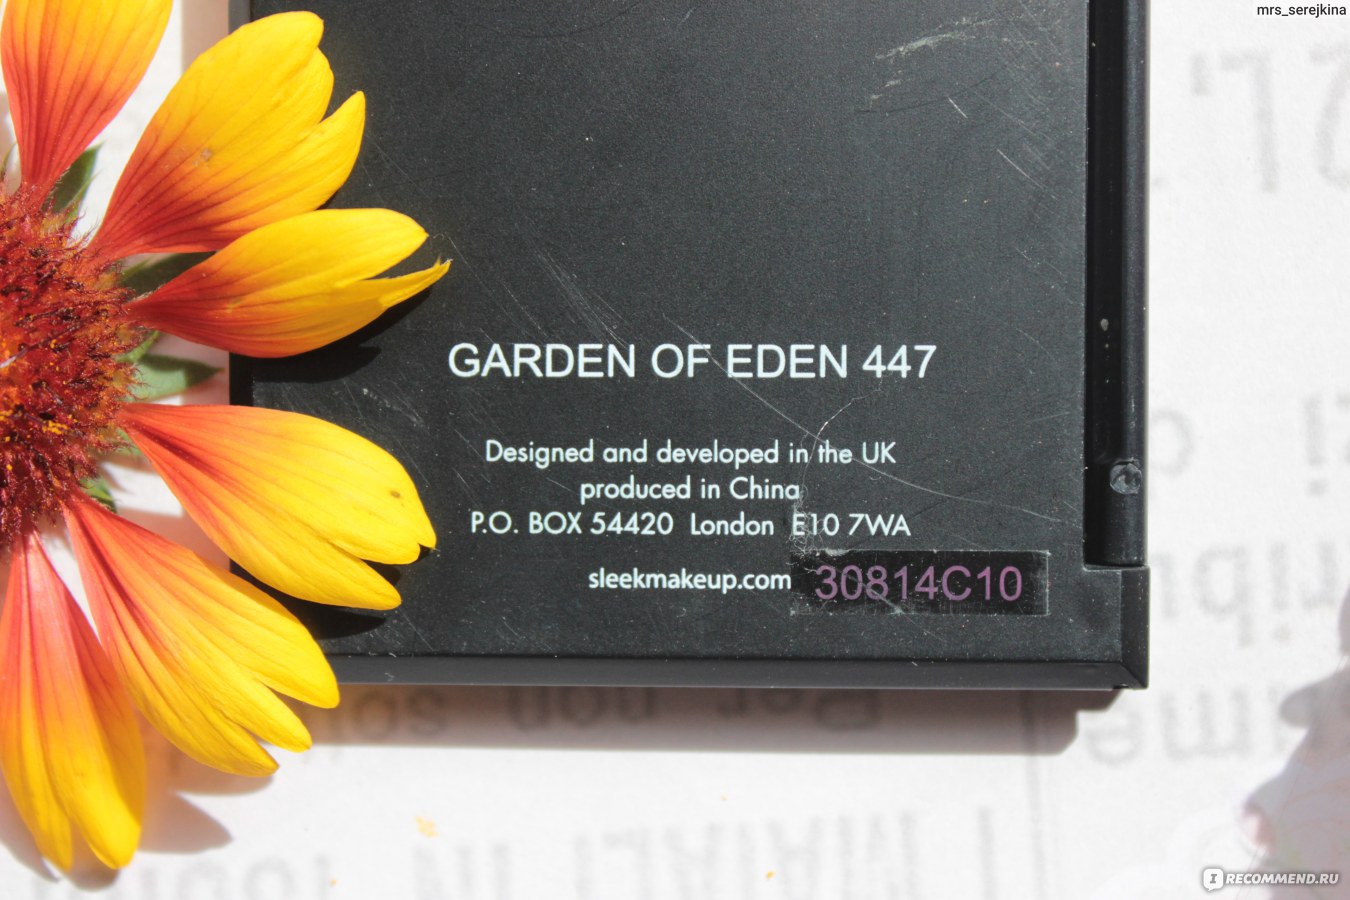 mrs_serejkina
GARDEN OF EDEN 447
Designed and developed in the UK
produced in China
P.O. BOX 54420 London E10 7WA
sleekmakeup.com 30814C10
I RECOMMEND.RU